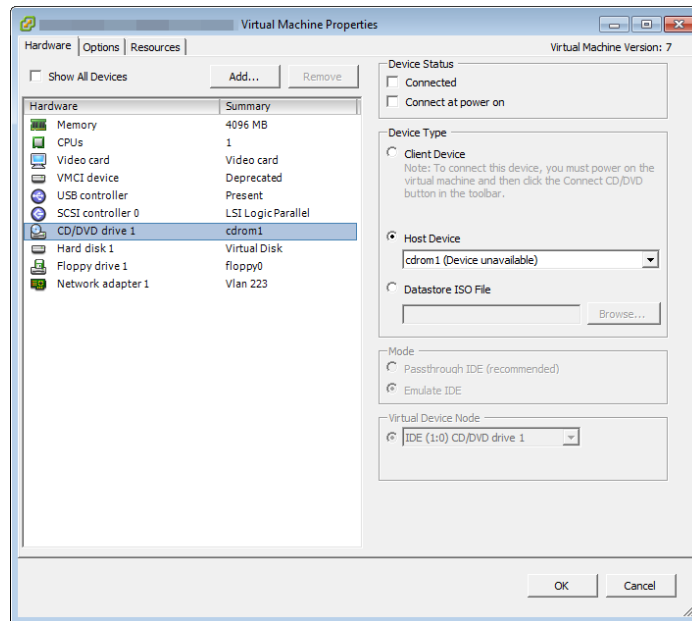 Virtual Machine Properties
Hardware Options Resources
Virtual Machine Version: 7
Show All Devices Add... Remove
Hardware Summary
Memory 4096 MB
CPUs 1
Video card Video card
VMCI device Deprecated
USB controller Present
SCSI controller 0 LSI Logic Parallel
CD/DVD drive 1 cdrom1
Hard disk 1 Virtual Disk
Floppy drive 1 floppy0
Network adapter 1 Vlan 223
Device Status
Connected
Connect at power on
Device Type
Client Device
Note: To connect this device, you must power on the
virtual machine and then click the Connect CD/DVD
button in the toolbar.
Host Device
cdrom1 (Device unavailable)
Datastore ISO File
Browse...
Mode
Passthrough IDE (recommended)
Emulate IDE
Virtual Device Node
IDE (1:0) CD/DVD drive 1
OK Cancel